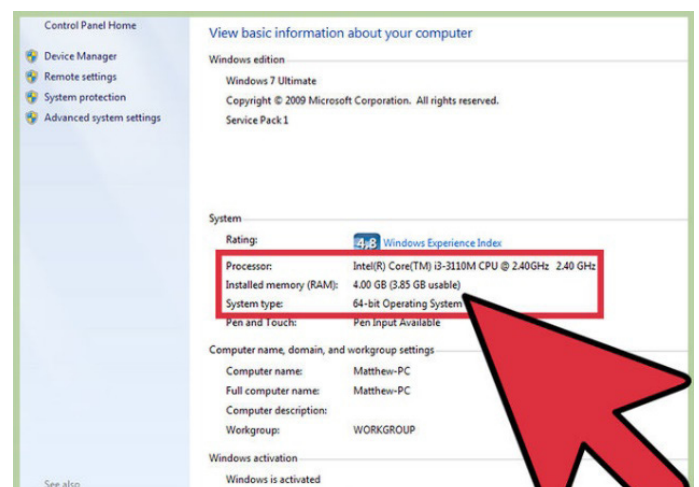 Control Panel Home
Device Manager
Remote settings
System protection
Advanced system settings
See also
View basic information about your computer
Windows edition
Windows 7 Ultimate
Copyright © 2009 Microsoft Corporation. All rights reserved.
Service Pack 1
System
Rating: 4,8 Windows Experience Index
Processor: Intel(R) Core(TM) i3-3110M CPU @ 2.40GHz 2.40 GHz
Installed memory (RAM): 4.00 GB (3.85 GB usable)
System type: 64-bit Operating System
Pen and Touch: Pen Input Available
Computer name, domain, and workgroup settings
Computer name: Matthew-PC
Full computer name: Matthew-PC
Computer description:
Workgroup: WORKGROUP
Windows activation
Windows is activated